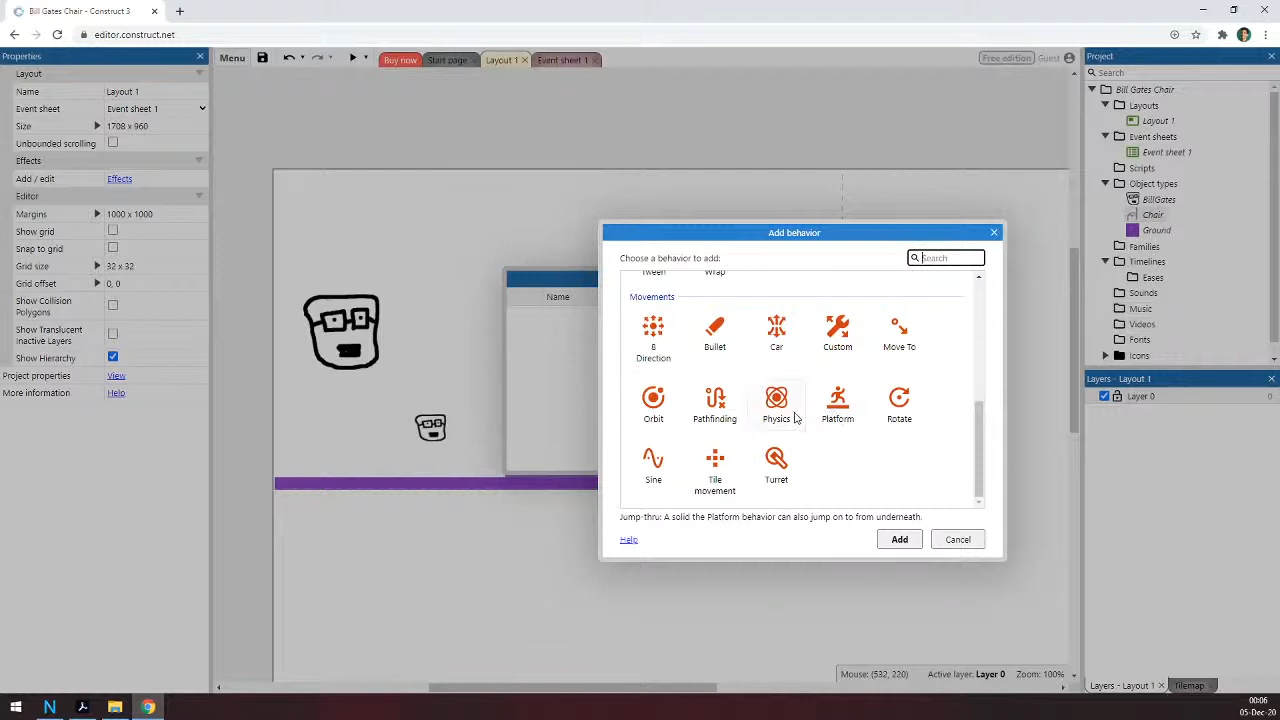 Bill Gates Chair - Construct 3
editor.construct.net
Properties
Menu
Buy now
Start page
Layout 1
Event sheet 1
Free edition
Guest
Project
Layout
Name
Layout 1
Event sheet
Event sheet 1
Size
1708 x 960
Unbounded scrolling
Effects
Add / edit
Effects
Editor
Margins
1000 x 1000
Show grid
Snap to grid
Grid size
32 x 32
Grid offset
0, 0
Show Collision
Polygons
Show Translucent
Inactive Layers
Show Hierarchy
Project properties
View
More information
Help
Name
Add behavior
Choose a behavior to add:
Search
Tween
Wrap
Movements
8
Direction
Bullet
Car
Custom
Move To
Orbit
Pathfinding
Physics
Platform
Rotate
Sine
Tile
movement
Turret
Jump-thru: A solid the Platform behavior can also jump on to from underneath.
Help
Add
Cancel
Search
Bill Gates Chair
Layouts
Layout 1
Event sheets
Event sheet 1
Scripts
Object types
BillGates
Chair
Ground
Families
Timelines
Eases
Sounds
Music
Videos
Fonts
Icons
Layers - Layout 1
Layer 0
0
Mouse: (532, 220)
Active layer: Layer 0
Zoom: 100%
Layers - Layout 1
Tilemap
00:06
05-Dec-20